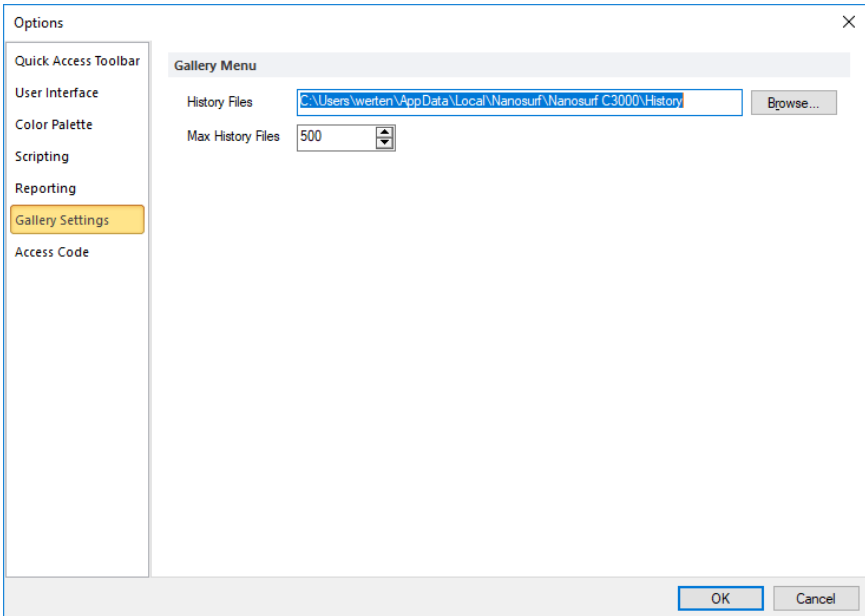 Options
Quick Access Toolbar
User Interface
Color Palette
Scripting
Reporting
Gallery Settings
Access Code
Gallery Menu
History Files C:\Users\werten\AppData\Local\Nanosurf\Nanosurf C3000\History Browse...
Max History Files 500
OK Cancel